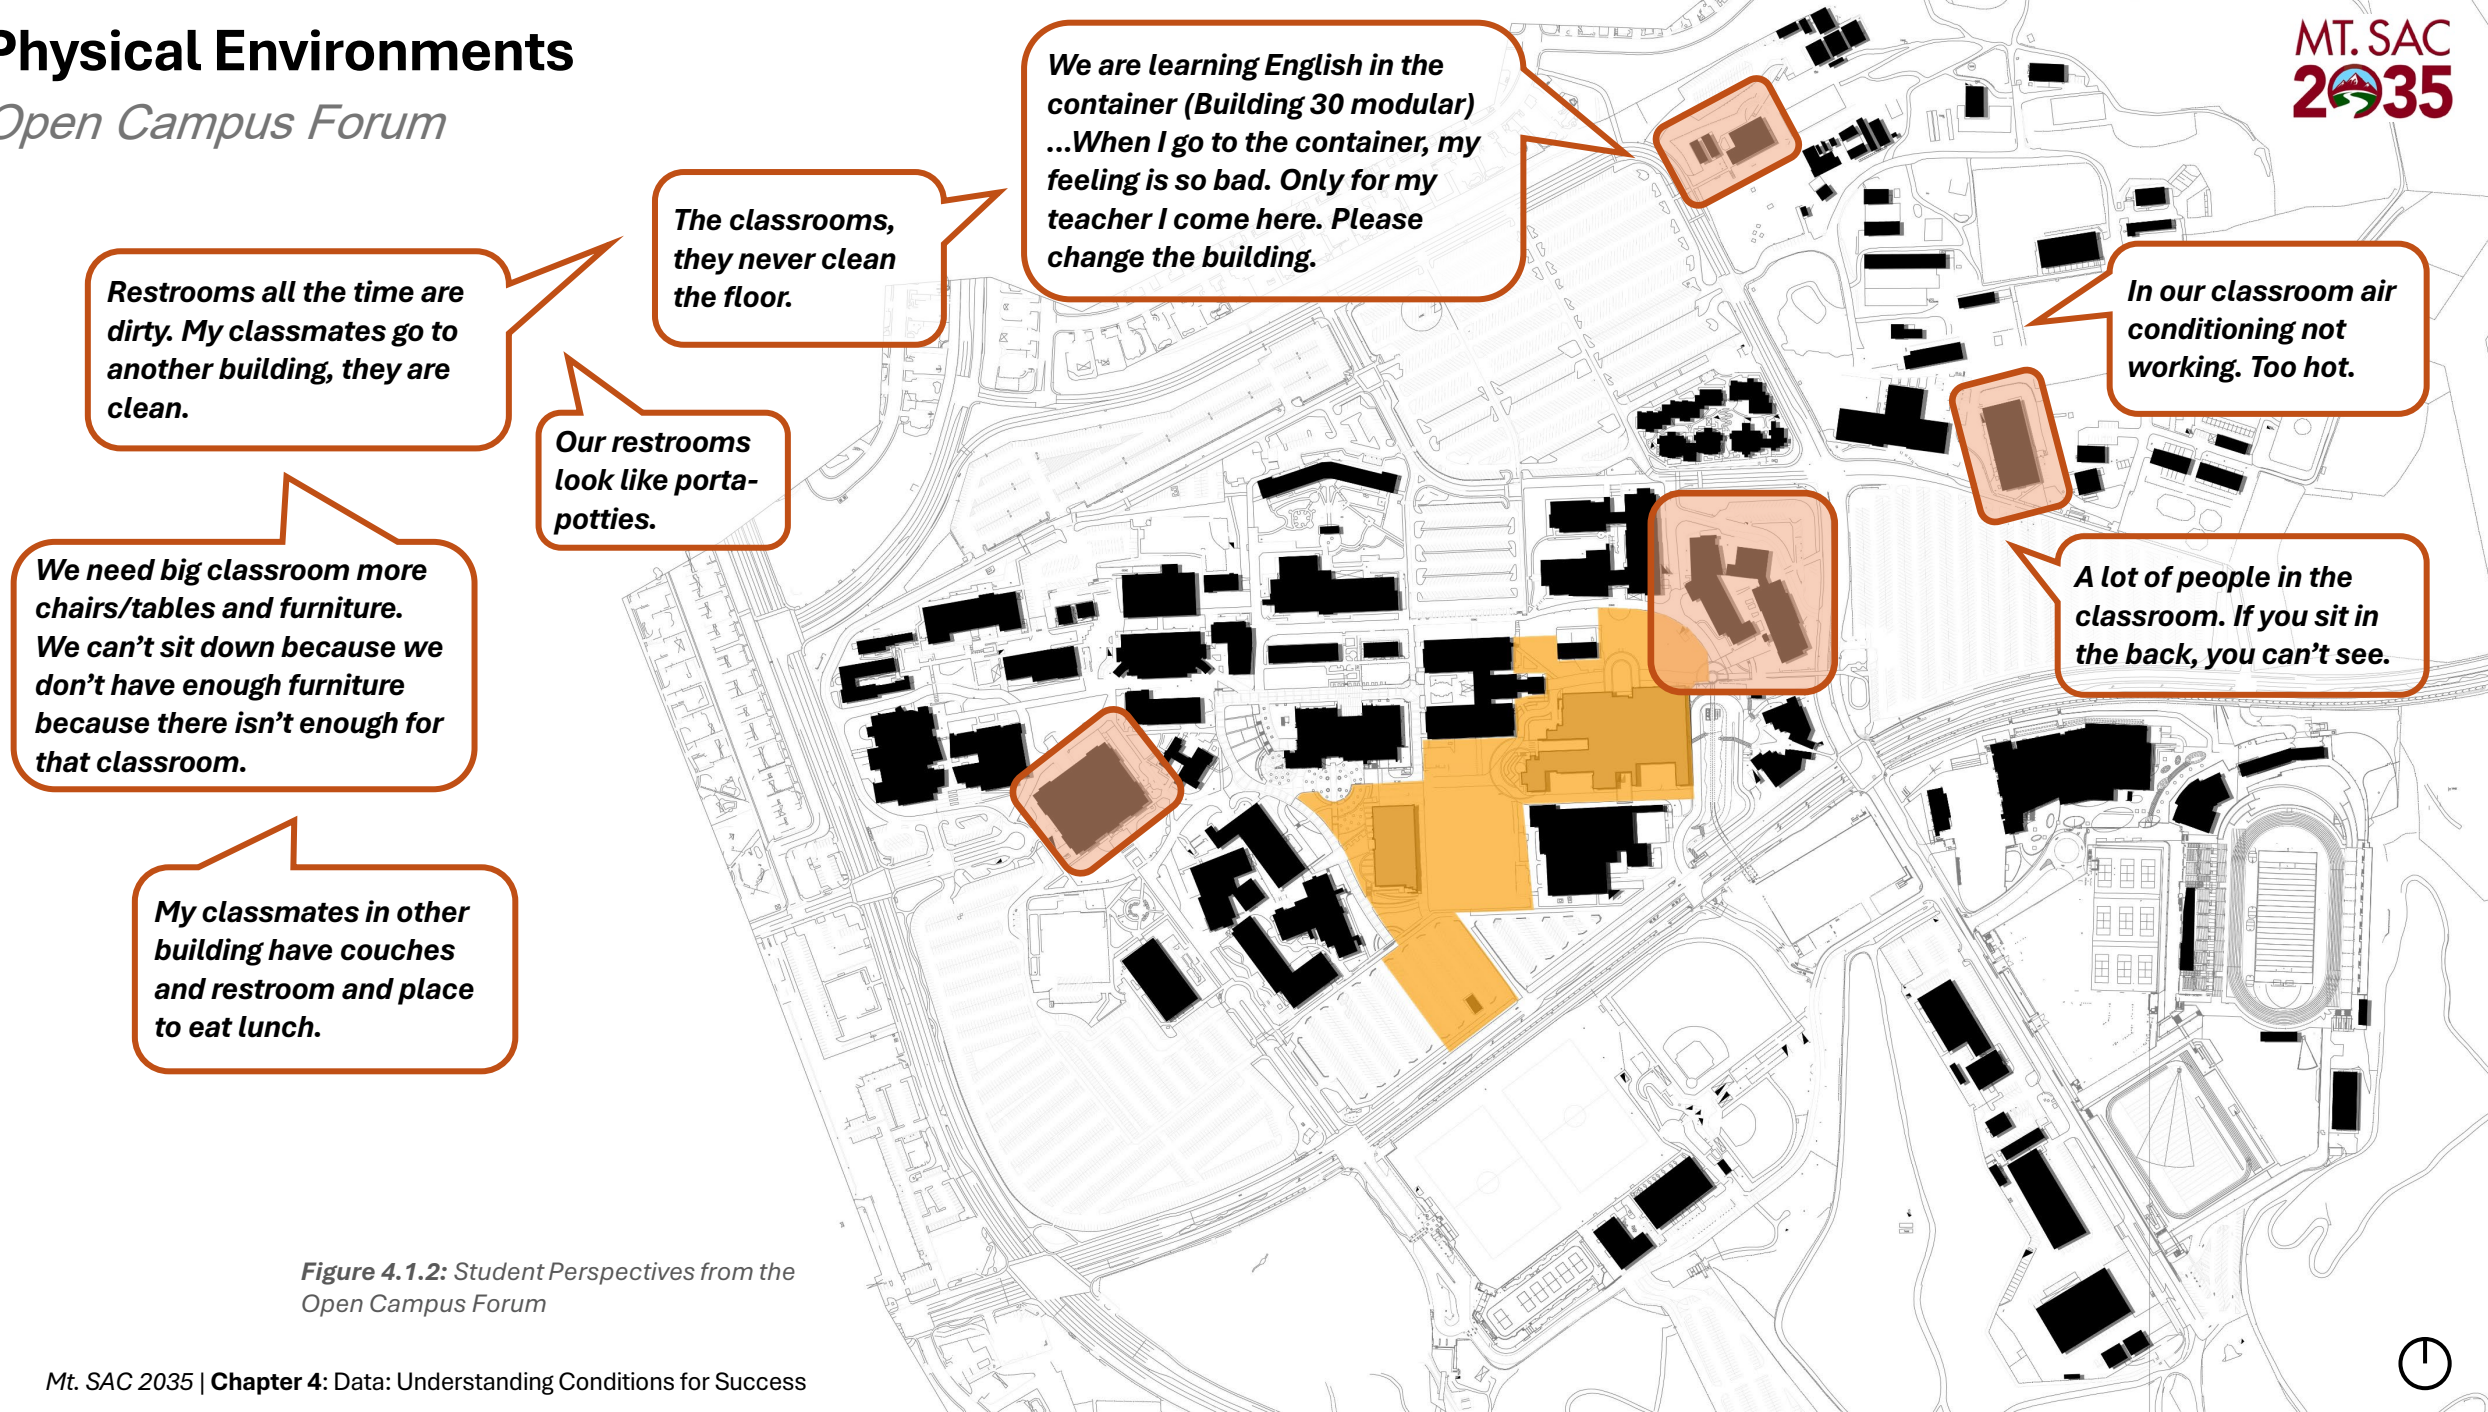 Physical Environments
Open Campus Forum
MT. SAC
2035
We are learning English in the
container (Building 30 modular)
...When I go to the container, my
feeling is so bad. Only for my
teacher I come here. Please
change the building.
The classrooms,
they never clean
the floor.
Restrooms all the time are
dirty. My classmates go to
another building, they are
clean.
In our classroom air
conditioning not
working. Too hot.
Our restrooms
look like porta-
potties.
We need big classroom more
chairs/tables and furniture.
We can't sit down because we
don't have enough furniture
because there isn't enough for
that classroom.
A lot of people in the
classroom. If you sit in
the back, you can't see.
My classmates in other
building have couches
and restroom and place
to eat lunch.
Figure 4.1.2: Student Perspectives from the
Open Campus Forum
Mt. SAC 2035 | Chapter 4: Data: Understanding Conditions for Success